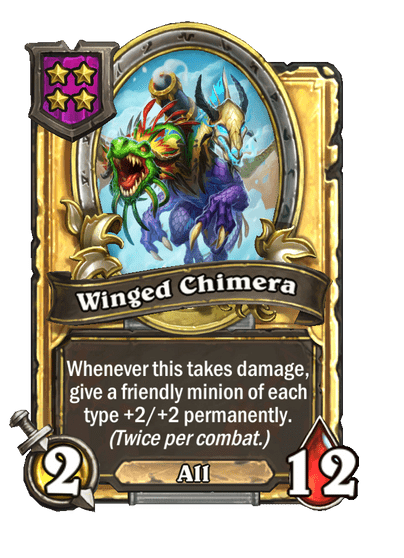 Winged Chimera
Whenever this takes damage,
give a friendly minion of each
type +2/+2 permanently.
(Twice per combat.)
2
All
12